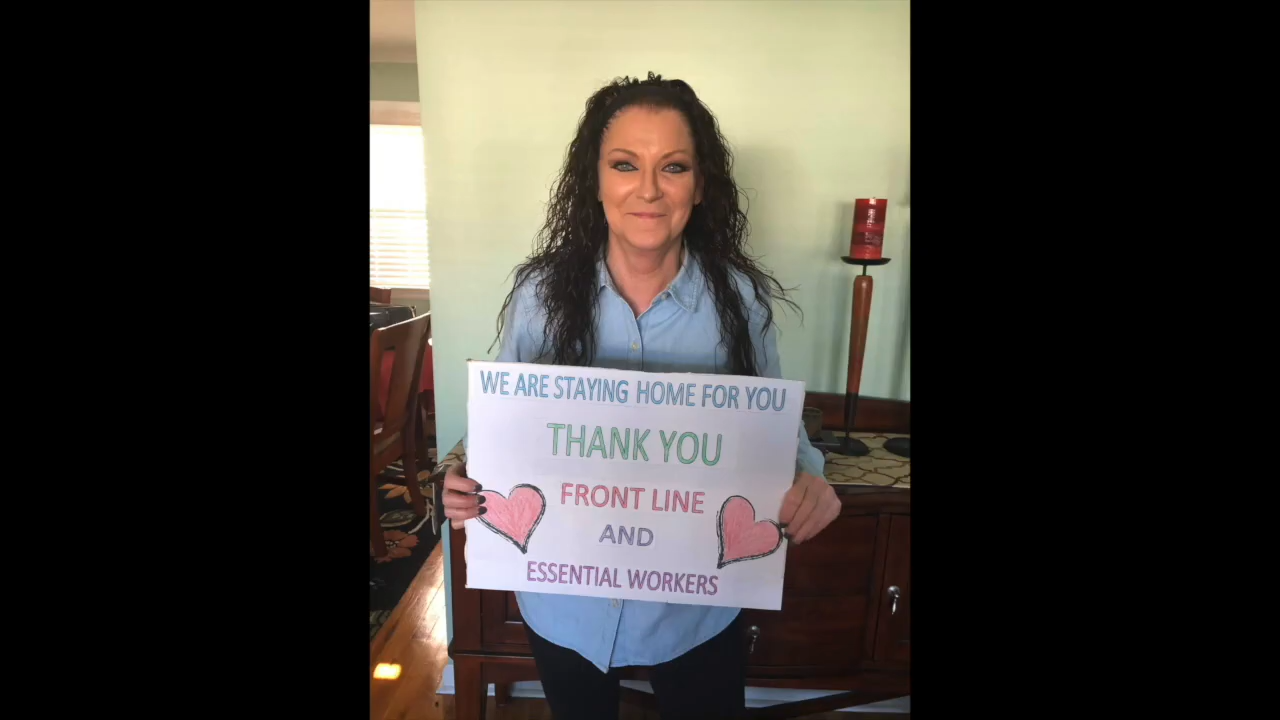 WE ARE STAYING HOME FOR YOU
THANK YOU
FRONT LINE
AND
ESSENTIAL WORKERS